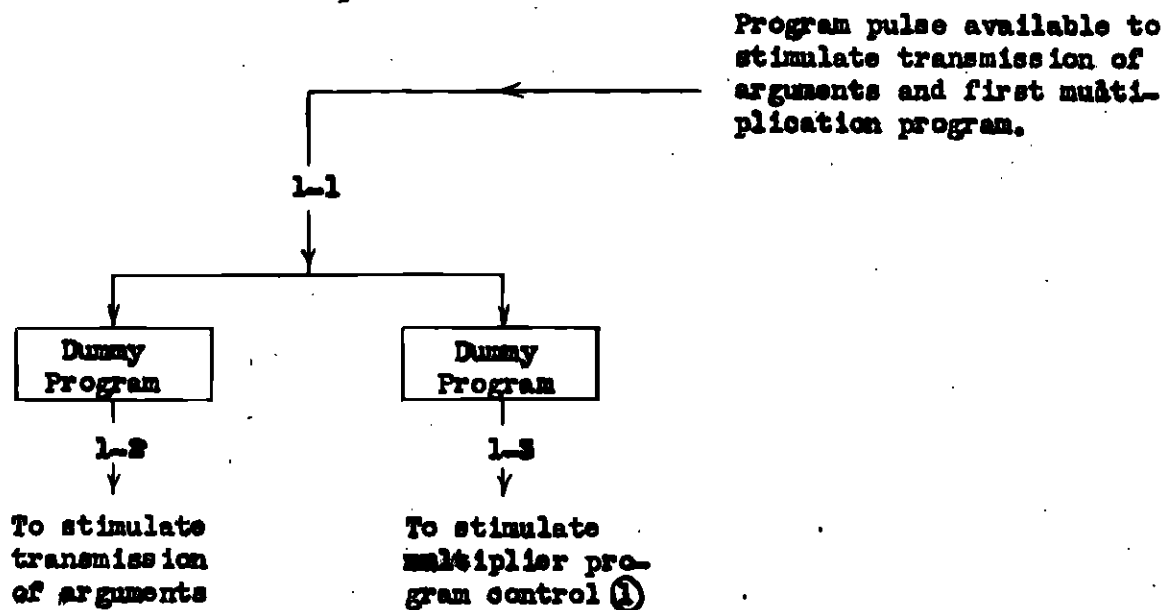 Program pulse available to
stimulate transmission of
arguments and first multi-
plication program.
1-1
Dummy
Program
Dummy
Program
1-2
1-3
To stimulate
transmission
of arguments
To stimulate
multiplier pro-
gram control ①